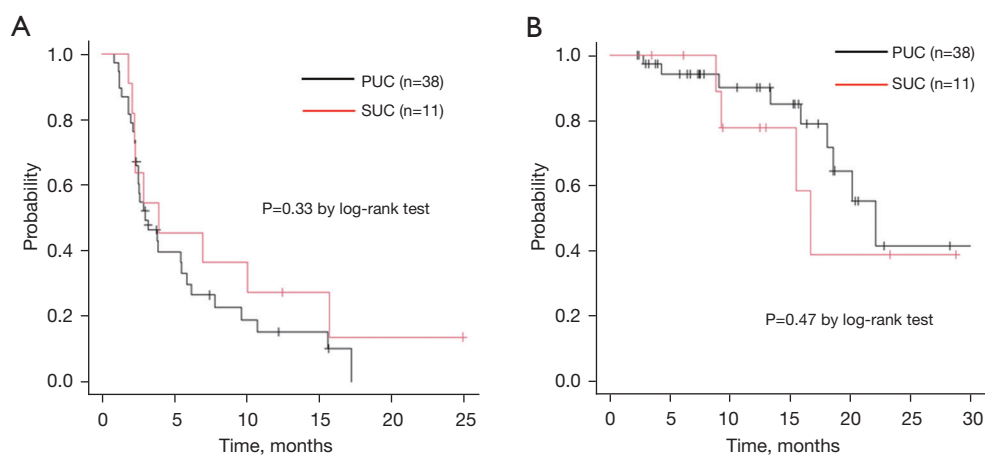 A
1.0
0.8
0.6
0.4
0.2
0.0
Probability
PUC (n=38)
SUC (n=11)
P=0.33 by log-rank test
0 5 10 15 20 25
Time, months
B
1.0
0.8
0.6
0.4
0.2
0.0
Probability
PUC (n=38)
SUC (n=11)
P=0.47 by log-rank test
0 5 10 15 20 25 30
Time, months